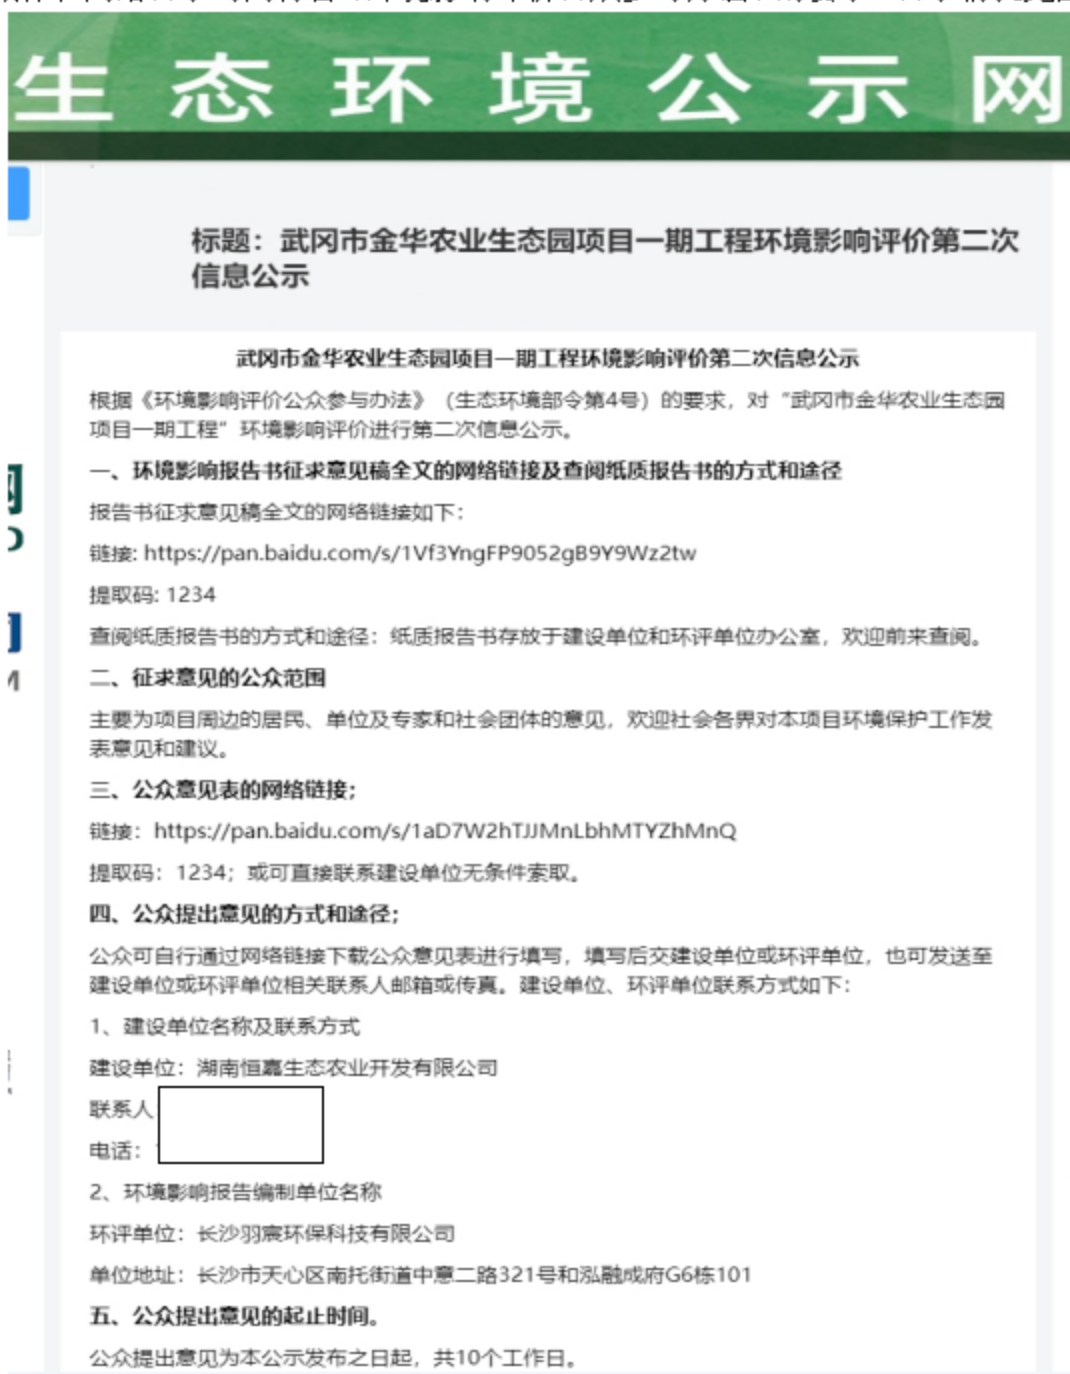 生态环境公示网
标题：武冈市金华农业生态园项目一期工程环境影响评价第二次
信息公示
武冈市金华农业生态园项目一期工程环境影响评价第二次信息公示
根据《环境影响评价公众参与办法》（生态环境部令第4号）的要求，对“武冈市金华农业生态园
项目一期工程”环境影响评价进行第二次信息公示。
一、环境影响报告书征求意见稿全文的网络链接及查阅纸质报告书的方式和途径
报告书征求意见稿全文的网络链接如下：
链接: https://pan.baidu.com/s/1Vf3YngFP9052gB9Y9Wz2tw
提取码: 1234
查阅纸质报告书的方式和途径：纸质报告书存放于建设单位和环评单位办公室，欢迎前来查阅。
二、征求意见的公众范围
主要为项目周边的居民、单位及专家和社会团体的意见，欢迎社会各界对本项目环境保护工作发
表意见和建议。
三、公众意见表的网络链接；
链接：https://pan.baidu.com/s/1aD7W2hTJJMnLbhMTYZhMnQ
提取码：1234；或可直接联系建设单位无条件索取。
四、公众提出意见的方式和途径；
公众可自行通过网络链接下载公众意见表进行填写，填写后交建设单位或环评单位，也可发送至
建设单位或环评单位相关联系人邮箱或传真。建设单位、环评单位联系方式如下：
1、建设单位名称及联系方式
建设单位：湖南恒嘉生态农业开发有限公司
联系人
电话：
2、环境影响报告编制单位名称
环评单位：长沙羽宸环保科技有限公司
单位地址：长沙市天心区南托街道中意二路321号和泓融成府G6栋101
五、公众提出意见的起止时间。
公众提出意见为本公示发布之日起，共10个工作日。